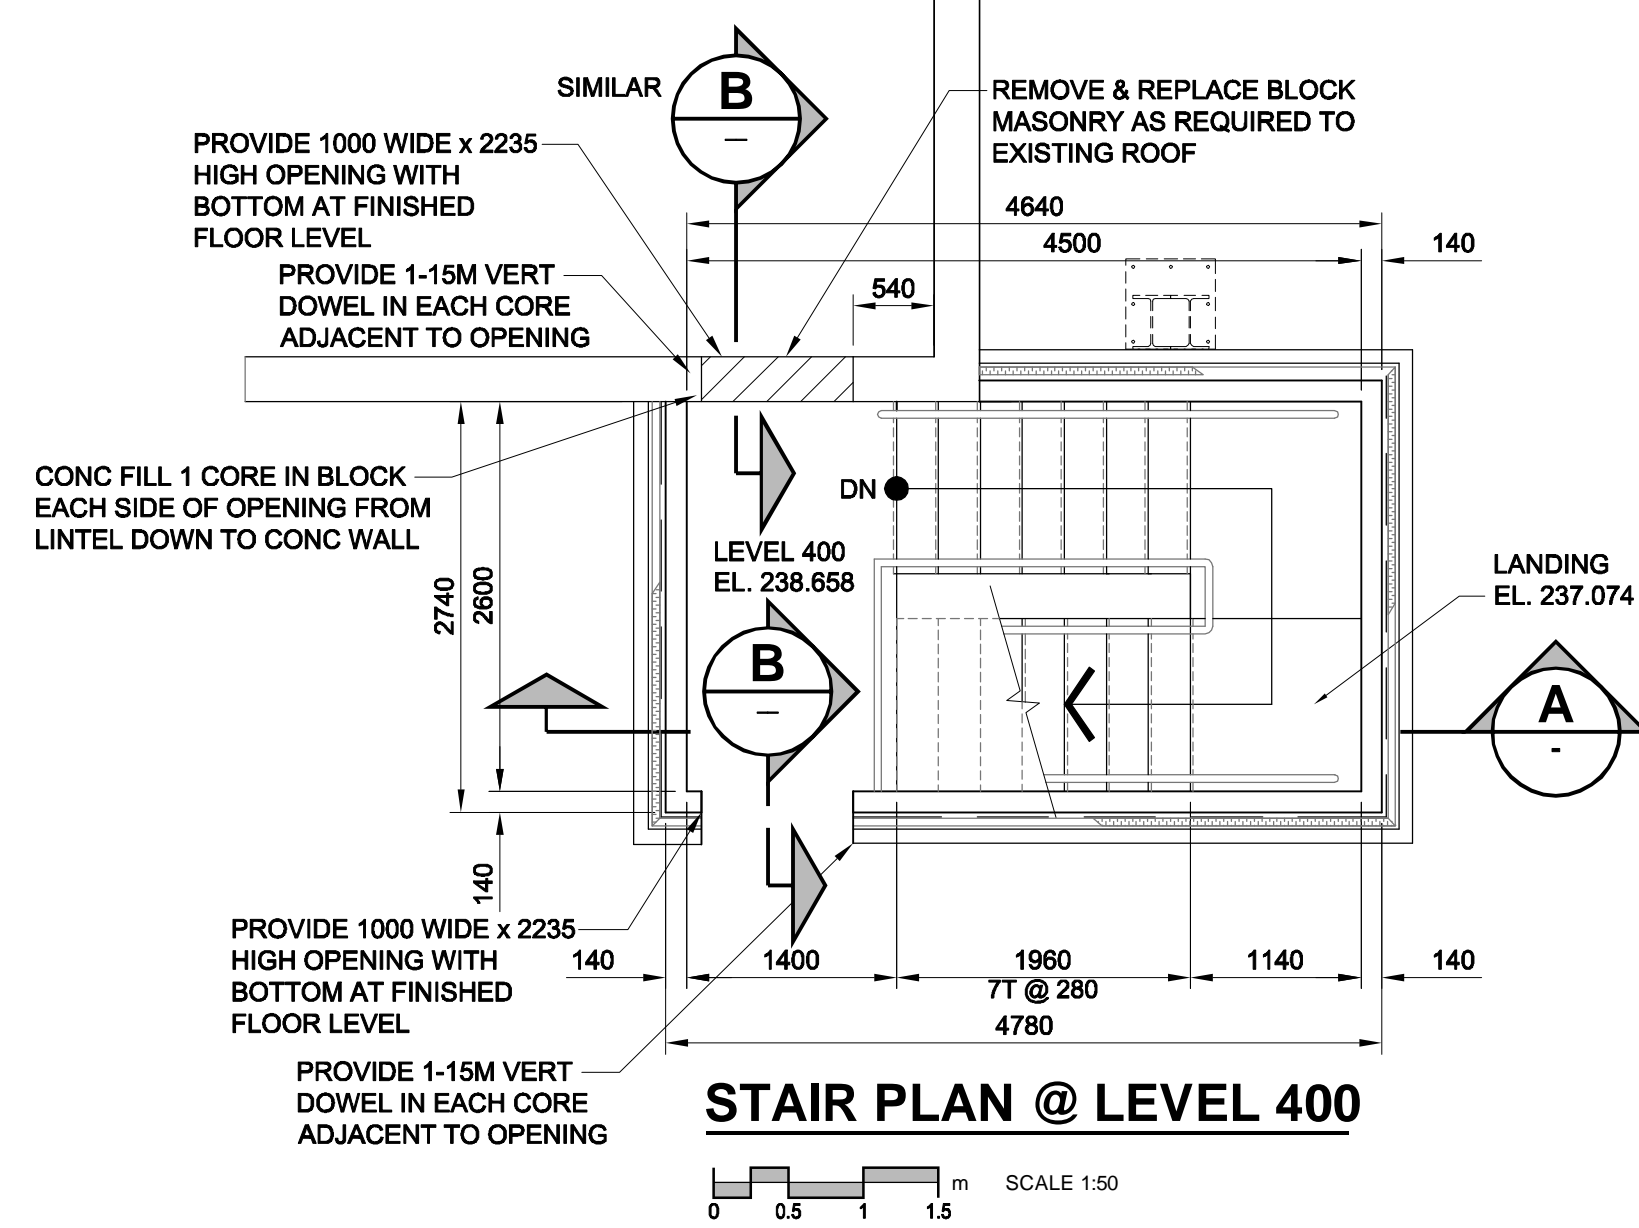 SIMILAR
B
–
REMOVE & REPLACE BLOCK
MASONRY AS REQUIRED TO
EXISTING ROOF
PROVIDE 1000 WIDE x 2235
HIGH OPENING WITH
BOTTOM AT FINISHED
FLOOR LEVEL
PROVIDE 1-15M VERT
DOWEL IN EACH CORE
ADJACENT TO OPENING
4640
4500
140
540
CONC FILL 1 CORE IN BLOCK
EACH SIDE OF OPENING FROM
LINTEL DOWN TO CONC WALL
DN
LEVEL 400
EL. 238.658
LANDING
EL. 237.074
2740
2600
B
–
A
-
140
PROVIDE 1000 WIDE x 2235
HIGH OPENING WITH
BOTTOM AT FINISHED
FLOOR LEVEL
140
1400
1960
7T @ 280
1140
140
4780
PROVIDE 1-15M VERT
DOWEL IN EACH CORE
ADJACENT TO OPENING
STAIR PLAN @ LEVEL 400
m
SCALE 1:50
0 0.5 1 1.5